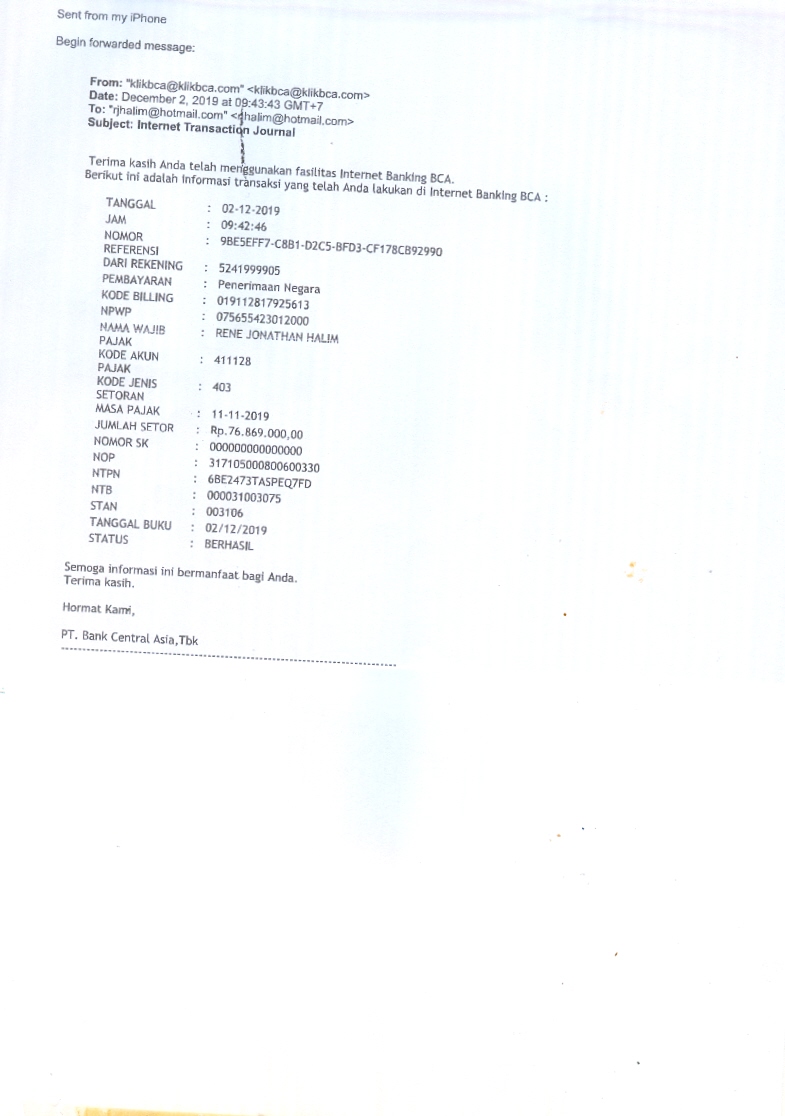 Sent from my iPhone
Begin forwarded message:
From: "klikbca@klikbca.com" <klikbca@klikbca.com>
Date: December 2, 2019 at 09:43:43 GMT+7
To: "rjhalim@hotmail.com" <rjhalim@hotmail.com>
Subject: Internet Transaction Journal
Terima kasih Anda telah menggunakan fasilitas Internet Banking BCA.
Berikut ini adalah informasi transaksi yang telah Anda lakukan di Internet Banking BCA :
TANGGAL : 02-12-2019
JAM : 09:42:46
NOMOR REFERENSI : 9BE5EFF7-C8B1-D2C5-BFD3-CF178CB92990
DARI REKENING : 5241999905
PEMBAYARAN : Penerimaan Negara
KODE BILLING : 019112817925613
NPWP : 075655423012000
NAMA WAJIB PAJAK : RENE JONATHAN HALIM
KODE AKUN PAJAK : 411128
KODE JENIS SETORAN : 403
MASA PAJAK : 11-11-2019
JUMLAH SETOR : Rp.76.869.000,00
NOMOR SK : 000000000000000
NOP : 317105000800600330
NTPN : 6BE2473TASPEQ7FD
NTB : 000031003075
STAN : 003106
TANGGAL BUKU : 02/12/2019
STATUS : BERHASIL
Semoga informasi ini bermanfaat bagi Anda.
Terima kasih.
Hormat Kami,
PT. Bank Central Asia,Tbk